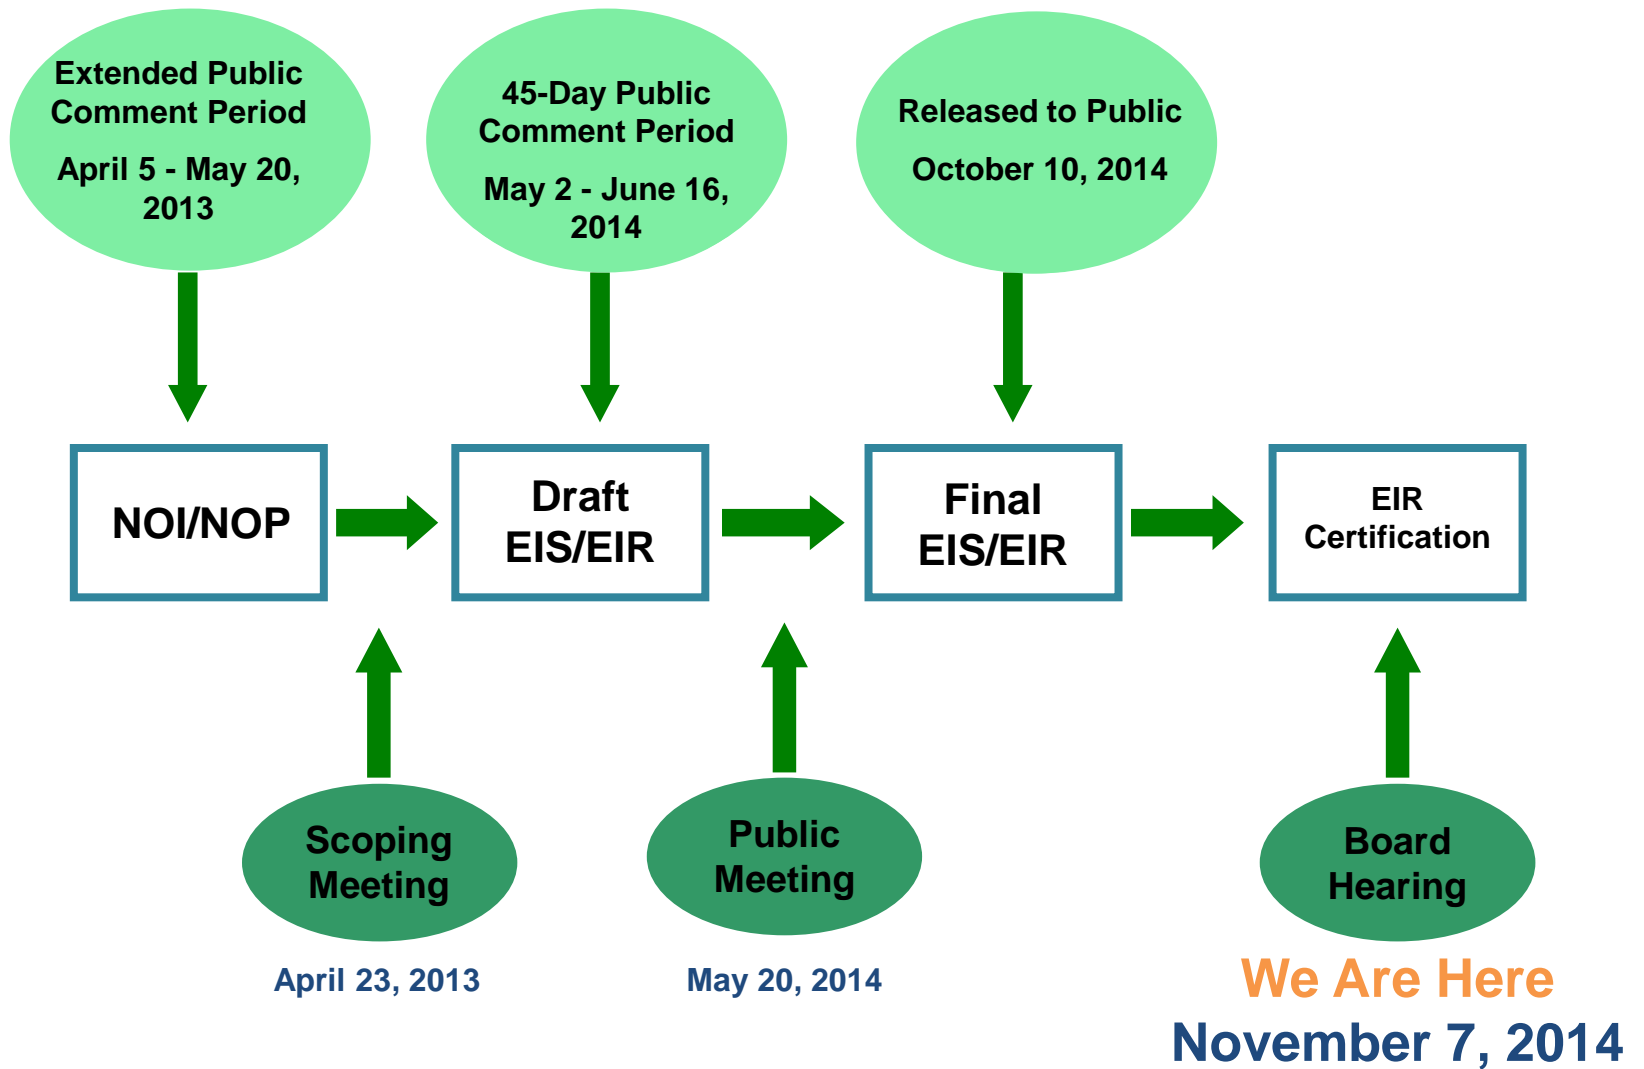 Extended Public
Comment Period
April 5 - May 20,
2013
45-Day Public
Comment Period
May 2 - June 16,
2014
Released to Public
October 10, 2014
NOI/NOP
Draft
EIS/EIR
Final
EIS/EIR
EIR
Certification
Scoping
Meeting
April 23, 2013
Public
Meeting
May 20, 2014
Board
Hearing
We Are Here
November 7, 2014